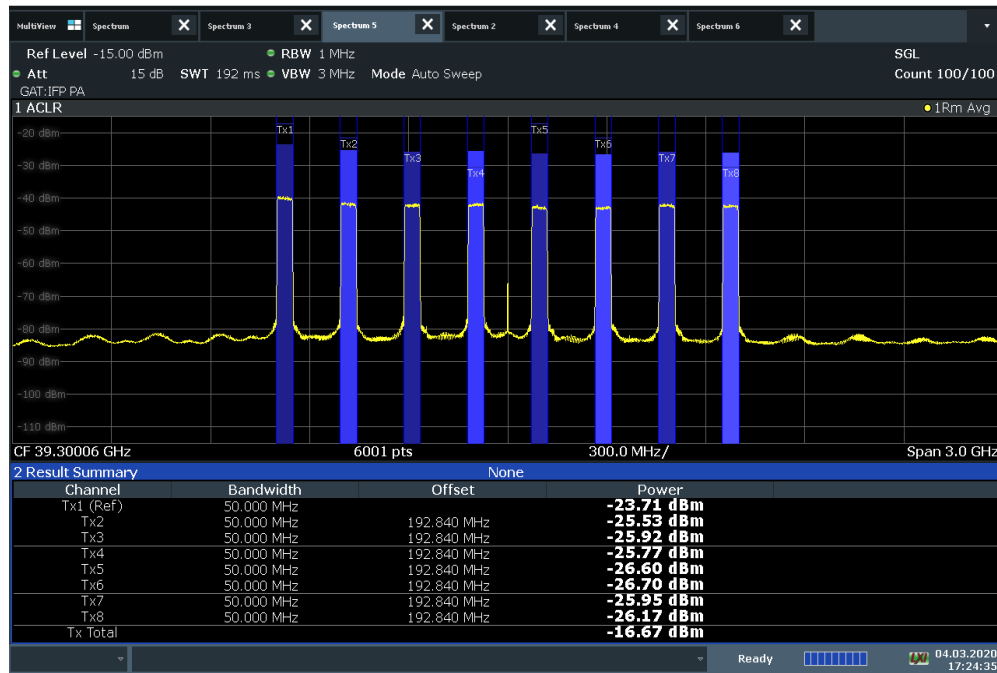 MultiView Spectrum X Spectrum 3 X Spectrum 5 X Spectrum 2 X Spectrum 4 X Spectrum 6 X
Ref Level -15.00 dBm RBW 1 MHz SGL
Att 15 dB SWT 192 ms VBW 3 MHz Mode Auto Sweep Count 100/100
GAT:IFP PA
1 ACLR 1Rm Avg
-20 dBm
Tx1 Tx5
Tx2 Tx6
Tx3 Tx7
-30 dBm
Tx4 Tx8
-40 dBm
-50 dBm
-60 dBm
-70 dBm
-80 dBm
-90 dBm
-100 dBm
-110 dBm
CF 39.30006 GHz 6001 pts 300.0 MHz/ Span 3.0 GHz
2 Result Summary None
Channel Bandwidth Offset Power
Tx1 (Ref) 50.000 MHz -23.71 dBm
Tx2 50.000 MHz 192.840 MHz -25.53 dBm
Tx3 50.000 MHz 192.840 MHz -25.92 dBm
Tx4 50.000 MHz 192.840 MHz -25.77 dBm
Tx5 50.000 MHz 192.840 MHz -26.60 dBm
Tx6 50.000 MHz 192.840 MHz -26.70 dBm
Tx7 50.000 MHz 192.840 MHz -25.95 dBm
Tx8 50.000 MHz 192.840 MHz -26.17 dBm
Tx Total -16.67 dBm
Ready LXI 04.03.2020
17:24:35